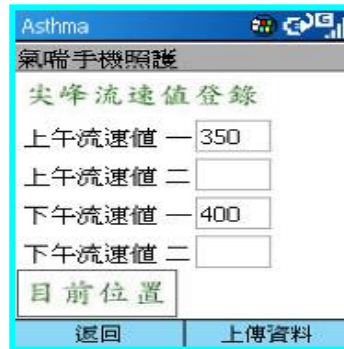 Asthma
氣喘手機照護
尖峰流速值登錄
上午流速值 一 350
上午流速值 二
下午流速值 一 400
下午流速值 二
目前位置
返回 上傳資料